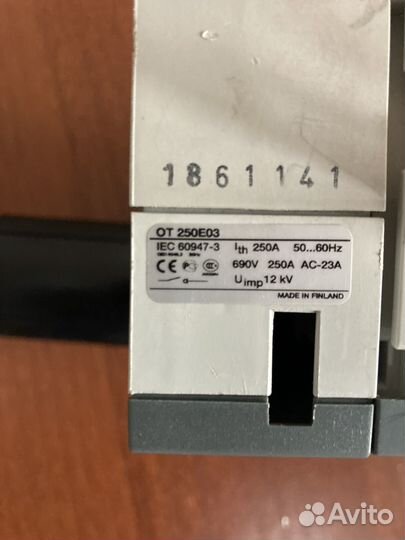 1861141
OT 250E03
IEC 60947-3 Ith 250A 50...60Hz
690V 250A AC-23A
Uimp 12 kV
MADE IN FINLAND
Avito